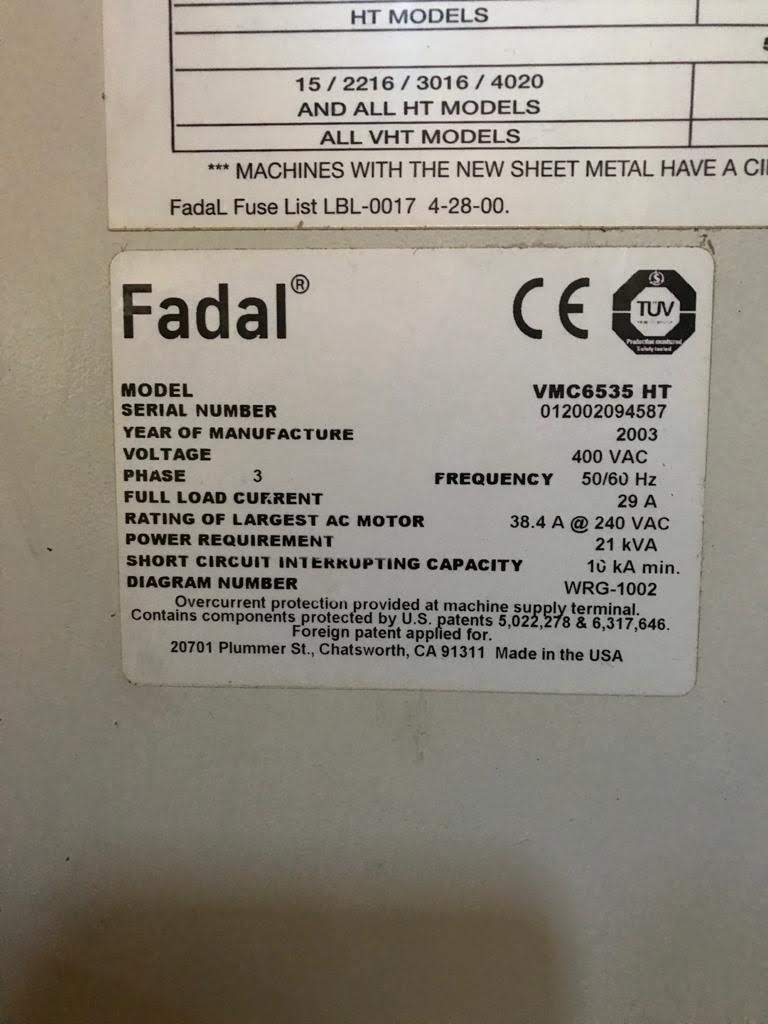 HT MODELS
15 / 2216 / 3016 / 4020
AND ALL HT MODELS
ALL VHT MODELS
*** MACHINES WITH THE NEW SHEET METAL HAVE A
FadaL Fuse List LBL-0017 4-28-00.
Fadal® CE TÜV
Production monitored
Safety tested
MODEL VMC6535 HT
SERIAL NUMBER 012002094587
YEAR OF MANUFACTURE 2003
VOLTAGE 400 VAC
PHASE 3 FREQUENCY 50/60 Hz
FULL LOAD CURRENT 29 A
RATING OF LARGEST AC MOTOR 38.4 A @ 240 VAC
POWER REQUIREMENT 21 kVA
SHORT CIRCUIT INTERRUPTING CAPACITY 10 kA min.
DIAGRAM NUMBER WRG-1002
Overcurrent protection provided at machine supply terminal.
Contains components protected by U.S. patents 5,022,278 & 6,317,646.
Foreign patent applied for.
20701 Plummer St., Chatsworth, CA 91311 Made in the USA